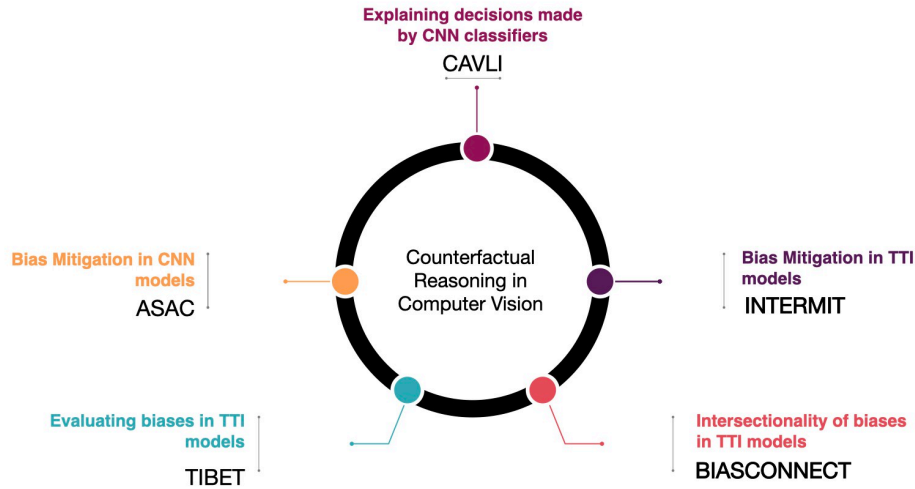 Explaining decisions made
by CNN classifiers
CAVLI
Counterfactual
Reasoning in
Computer Vision
Bias Mitigation in CNN
models
ASAC
Bias Mitigation in TTI
models
INTERMIT
Evaluating biases in TTI
models
TIBET
Intersectionality of biases
in TTI models
BIASCONNECT